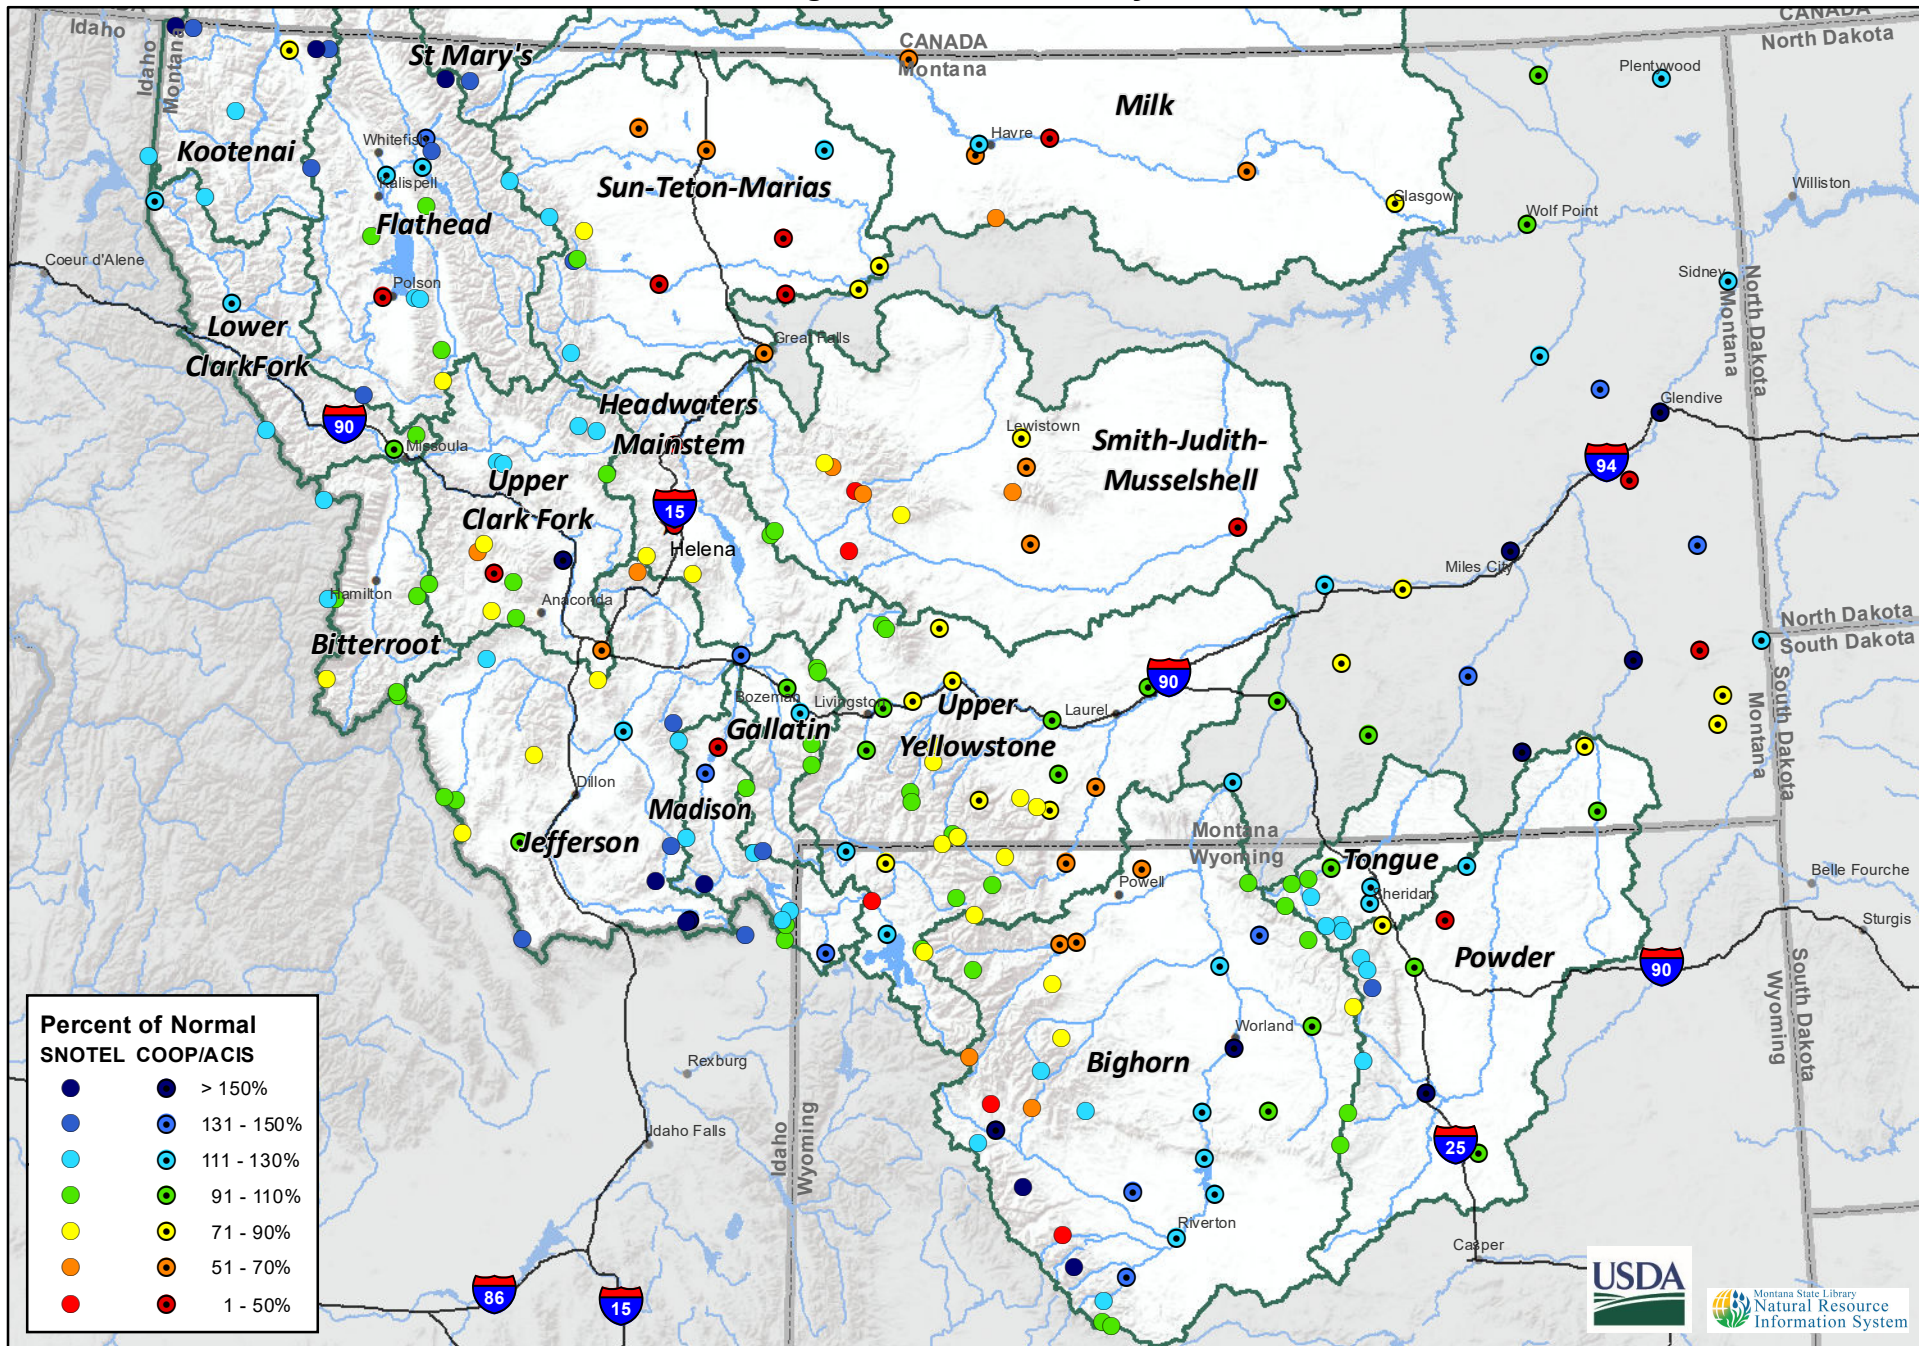 CANADA
Idaho
Idaho
Montana
St Mary's
CANADA
Montana
CANADA
North Dakota
Plentywood
Milk
Whitefish
Havre
Kootenai
Kalispell
Sun-Teton-Marias
Glasgow
Williston
Wolf Point
Flathead
Coeur d'Alene
Polson
Sidney
North Dakota
Montana
Lower
ClarkFork
Great Falls
Headwaters
Mainstem
Lewistown
Smith-Judith-
Musselshell
Glendive
90
Missoula
94
Upper
Clark Fork
15
Helena
Miles City
Hamilton
Anaconda
Bitterroot
North Dakota
South Dakota
90
Bozeman
Livingston
Upper
Yellowstone
Laurel
Gallatin
South Dakota
Montana
Dillon
Madison
Jefferson
Montana
Wyoming
Tongue
Powell
Sheridan
Belle Fourche
Sturgis
Powder
90
South Dakota
Wyoming
Percent of Normal
SNOTEL COOP/ACIS
> 150%
131 - 150%
111 - 130%
91 - 110%
71 - 90%
51 - 70%
1 - 50%
Rexburg
Worland
Bighorn
Idaho Falls
Idaho
Wyoming
25
Riverton
Casper
86
15
USDA
Montana State Library
Natural Resource
Information System